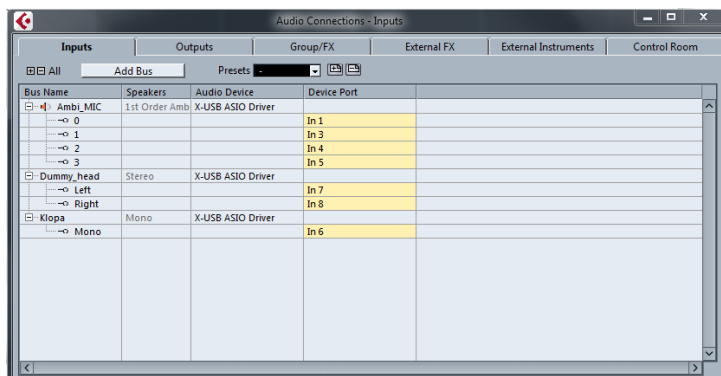 Audio Connections - Inputs
Inputs Outputs Group/FX External FX External Instruments Control Room
All Add Bus Presets -
Bus Name Speakers Audio Device Device Port
Ambi_MIC 1st Order Amb X-USB ASIO Driver
0 In 1
1 In 3
2 In 4
3 In 5
Dummy_head Stereo X-USB ASIO Driver
Left In 7
Right In 8
Klopa Mono X-USB ASIO Driver
Mono In 6